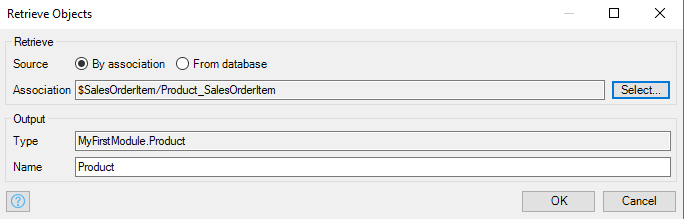 Retrieve Objects
Retrieve
Source By association From database
Association $SalesOrderItem/Product_SalesOrderItem Select...
Output
Type MyFirstModule.Product
Name Product
? OK Cancel